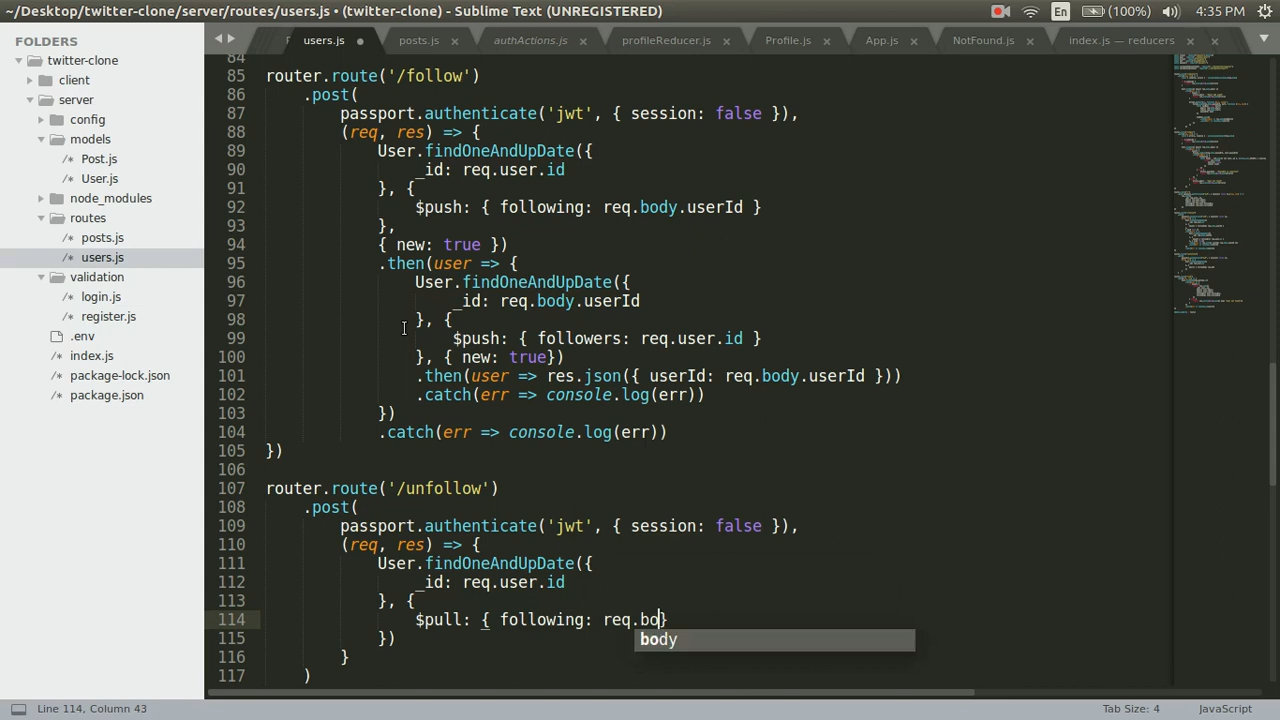 ~/Desktop/twitter-clone/server/routes/users.js • (twitter-clone) - Sublime Text (UNREGISTERED)
En
(100%)
4:35 PM
FOLDERS
twitter-clone
client
server
config
models
Post.js
User.js
node_modules
routes
posts.js
users.js
validation
login.js
register.js
.env
index.js
package-lock.json
package.json
users.js
posts.js
authActions.js
profileReducer.js
Profile.js
App.js
NotFound.js
index.js — reducers
84
85 router.route('/follow')
86 .post(
87 passport.authenticate('jwt', { session: false }),
88 (req, res) => {
89 User.findOneAndUpDate({
90 _id: req.user.id
91 }, {
92 $push: { following: req.body.userId }
93 },
94 { new: true })
95 .then(user => {
96 User.findOneAndUpDate({
97 _id: req.body.userId
98 }, {
99 $push: { followers: req.user.id }
100 }, { new: true})
101 .then(user => res.json({ userId: req.body.userId }))
102 .catch(err => console.log(err))
103 })
104 .catch(err => console.log(err))
105 })
106
107 router.route('/unfollow')
108 .post(
109 passport.authenticate('jwt', { session: false }),
110 (req, res) => {
111 User.findOneAndUpDate({
112 _id: req.user.id
113 }, {
114 $pull: { following: req.bo}
body
115 })
116 }
117 )
Line 114, Column 43
Tab Size: 4
JavaScript